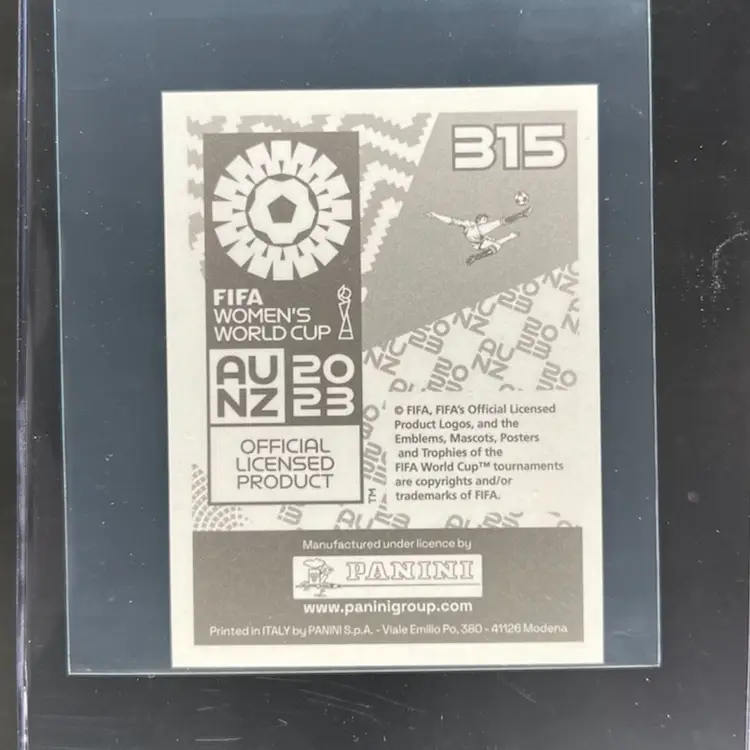 315
FIFA
WOMEN'S
WORLD CUP
AU 20
NZ 23
OFFICIAL
LICENSED
PRODUCT
TM
© FIFA, FIFA's Official Licensed
Product Logos, and the
Emblems, Mascots, Posters
and Trophies of the
FIFA World Cup™ tournaments
are copyrights and/or
trademarks of FIFA.
Manufactured under licence by
PANINI
www.paninigroup.com
Printed in ITALY by PANINI S.p.A. - Viale Emilio Po, 380 - 41126 Modena